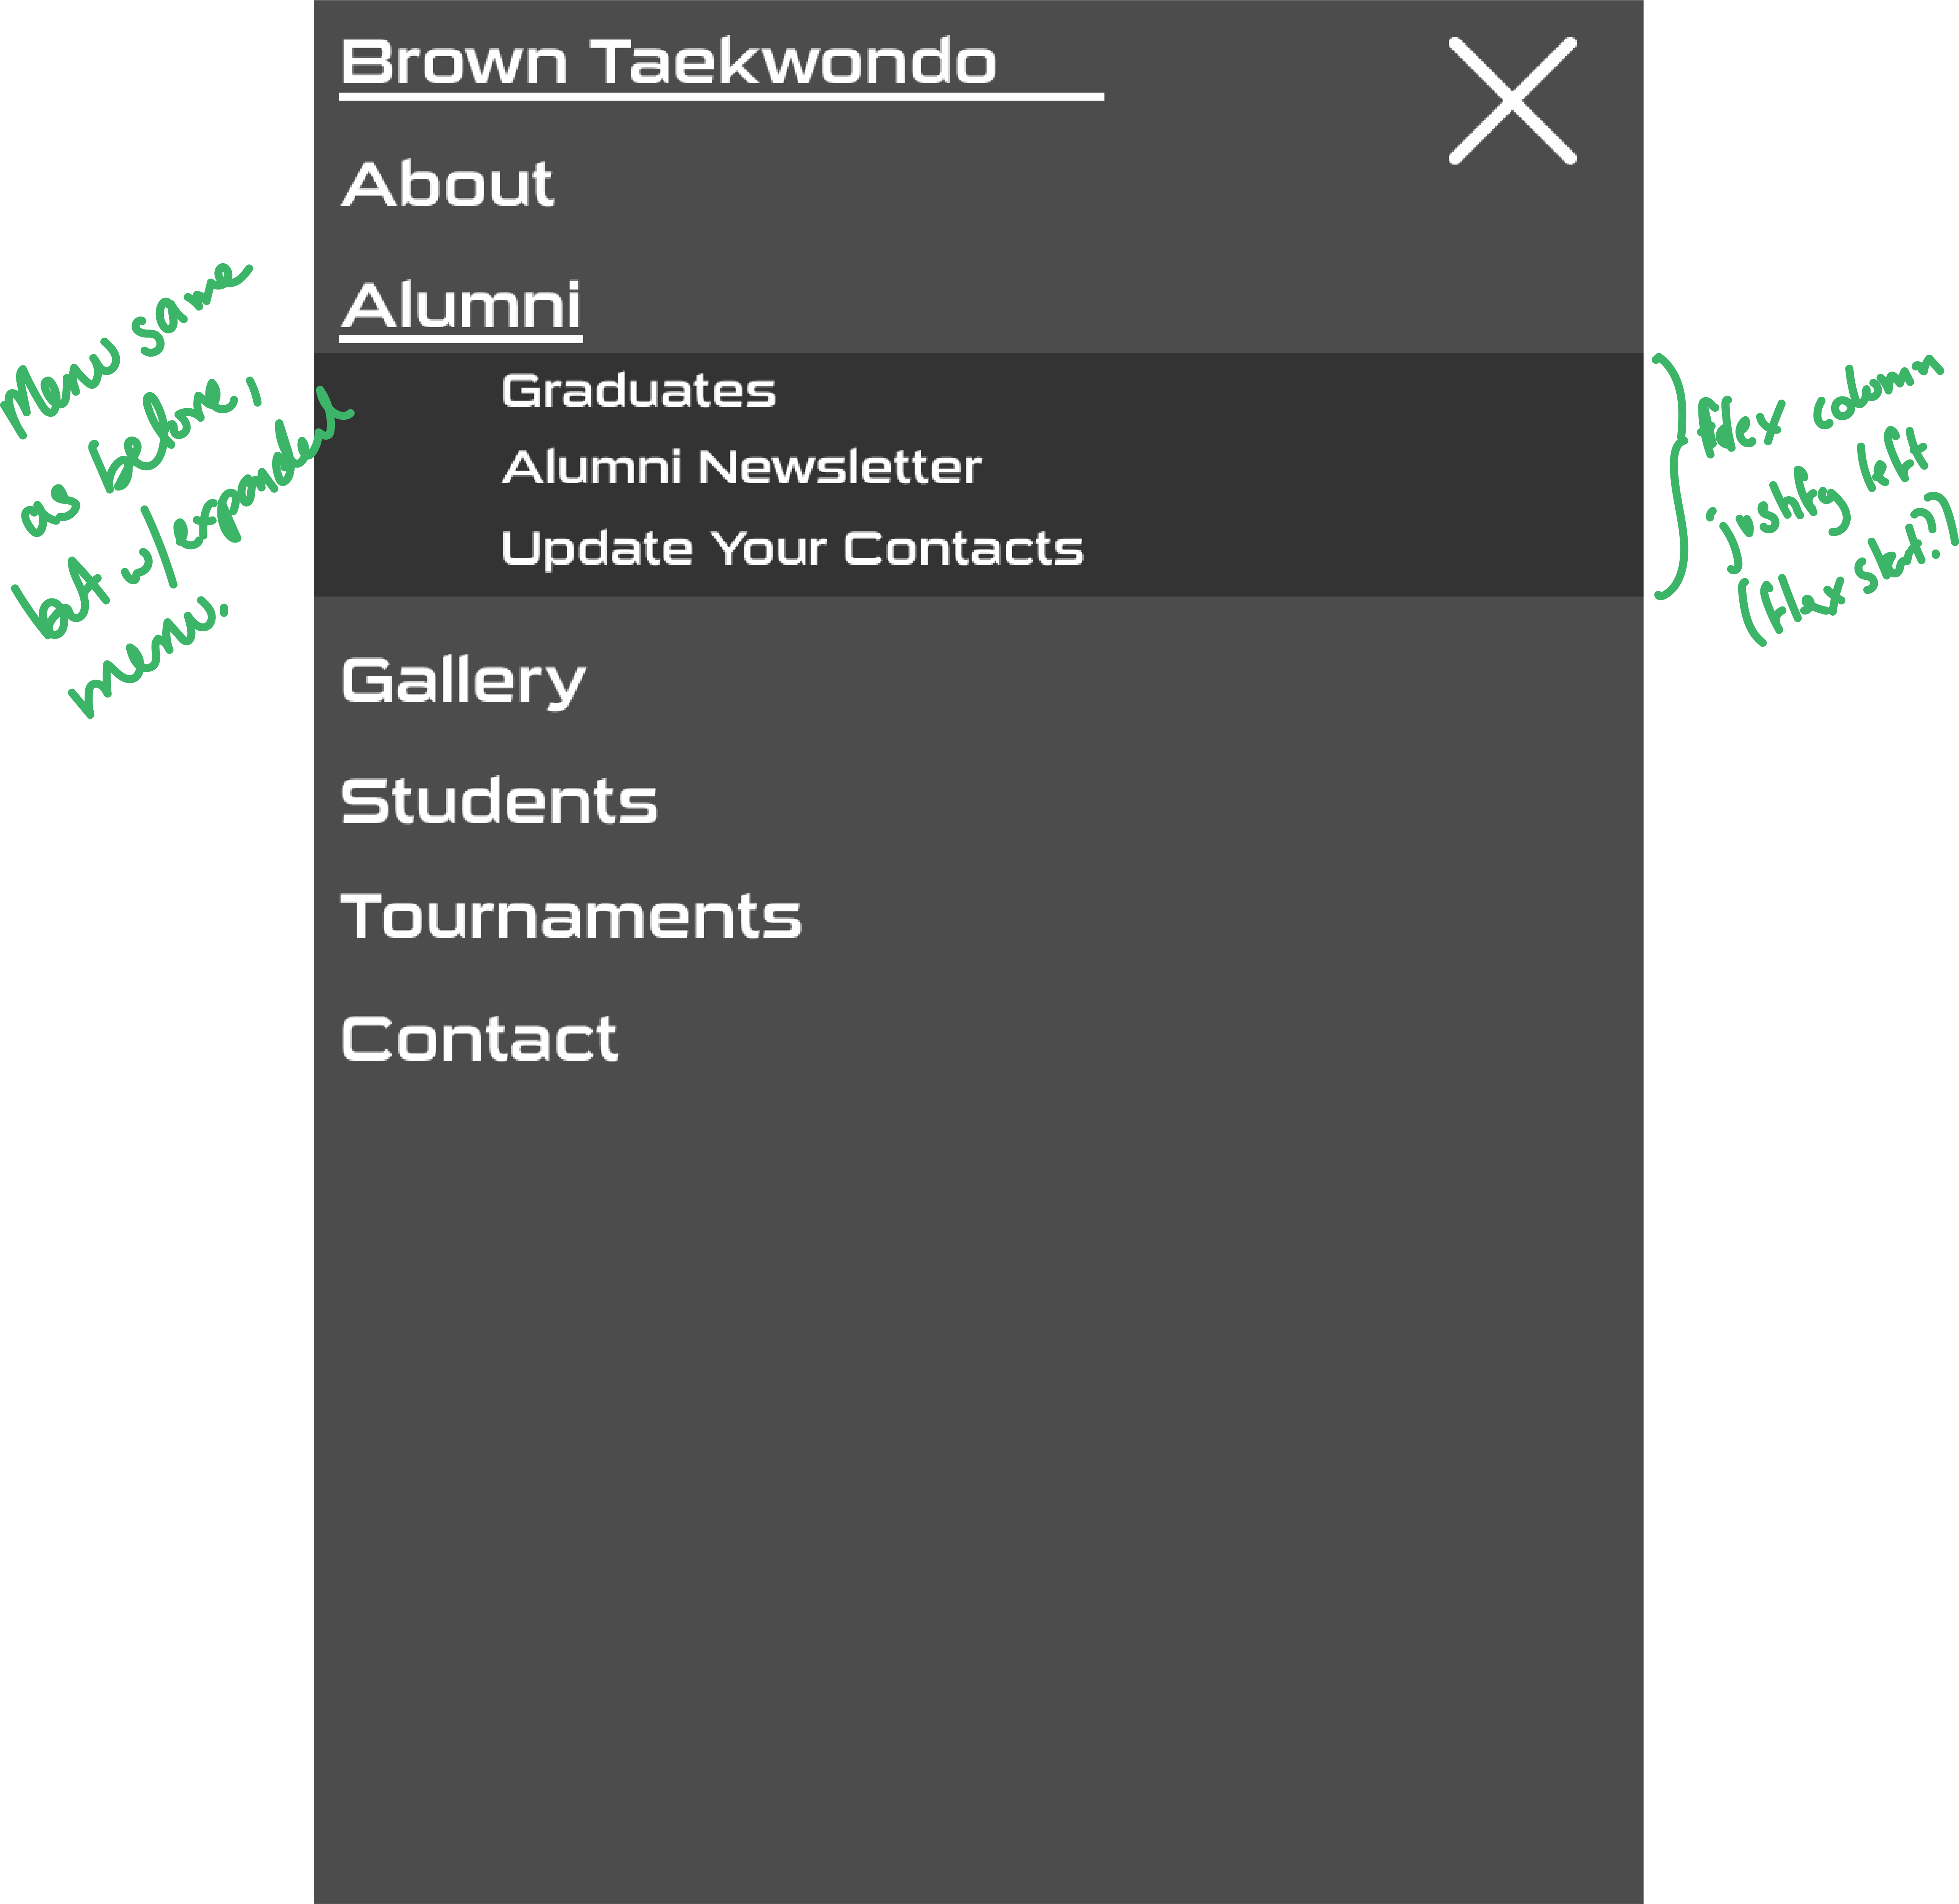 Brown Taekwondo
About
Alumni
Graduates
Alumni Newsletter
Update Your Contacts
Gallery
Students
Tournaments
Contact
Menu same
as before,
but w/ expanded
menu.
flex column
justify left
(flex start?)